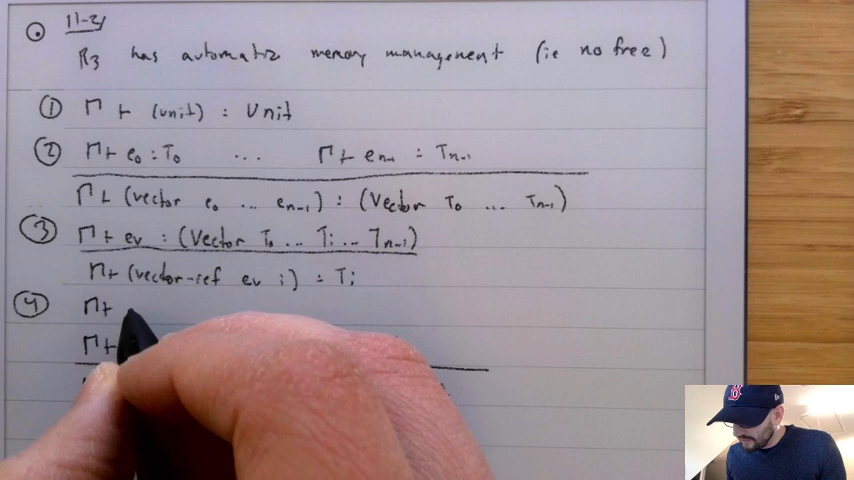 11-2/
R3 has automatic memory management (ie no free)
① Γ ⊢ (unit) : Unit
② Γ ⊢ e0 : T0 ... Γ ⊢ en-1 : Tn-1
Γ ⊢ (vector e0 ... en-1) : (Vector T0 ... Tn-1)
③ Γ ⊢ ev : (Vector T0 ... Ti ... Tn-1)
Γ ⊢ (vector-ref ev i) : Ti
④ Γ ⊢
Γ ⊢
B